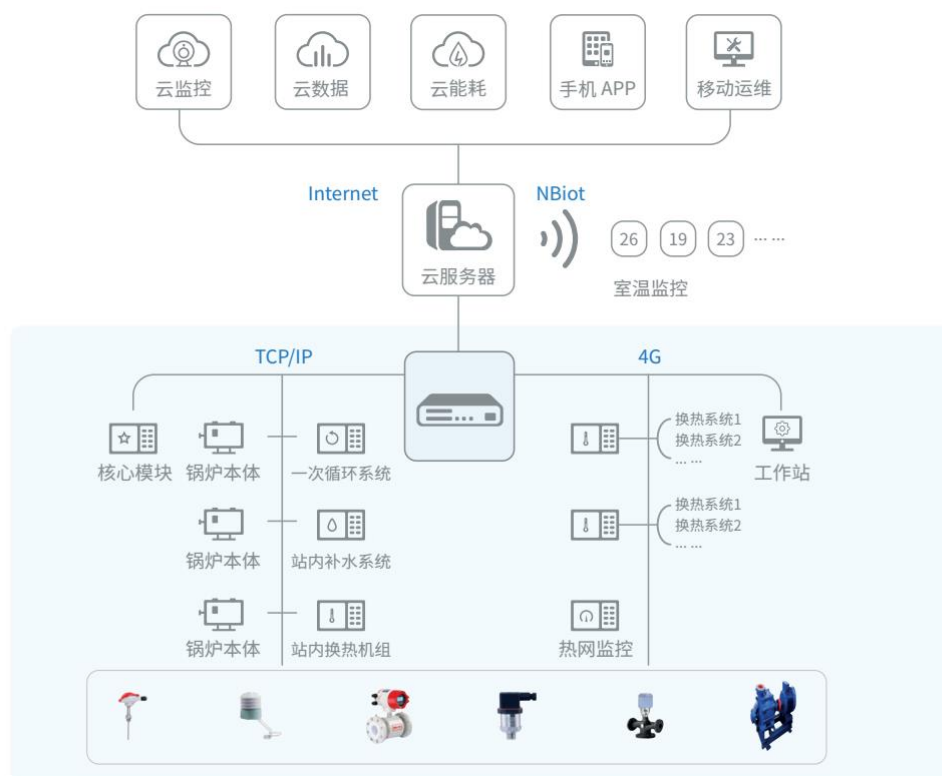 云监控
云数据
云能耗
手机 APP
移动运维
Internet
NBiot
云服务器
26
19
23
... ...
室温监控
TCP/IP
4G
核心模块
锅炉本体
一次循环系统
换热系统1
换热系统2
... ...
工作站
锅炉本体
站内补水系统
换热系统1
换热系统2
... ...
锅炉本体
站内换热机组
热网监控